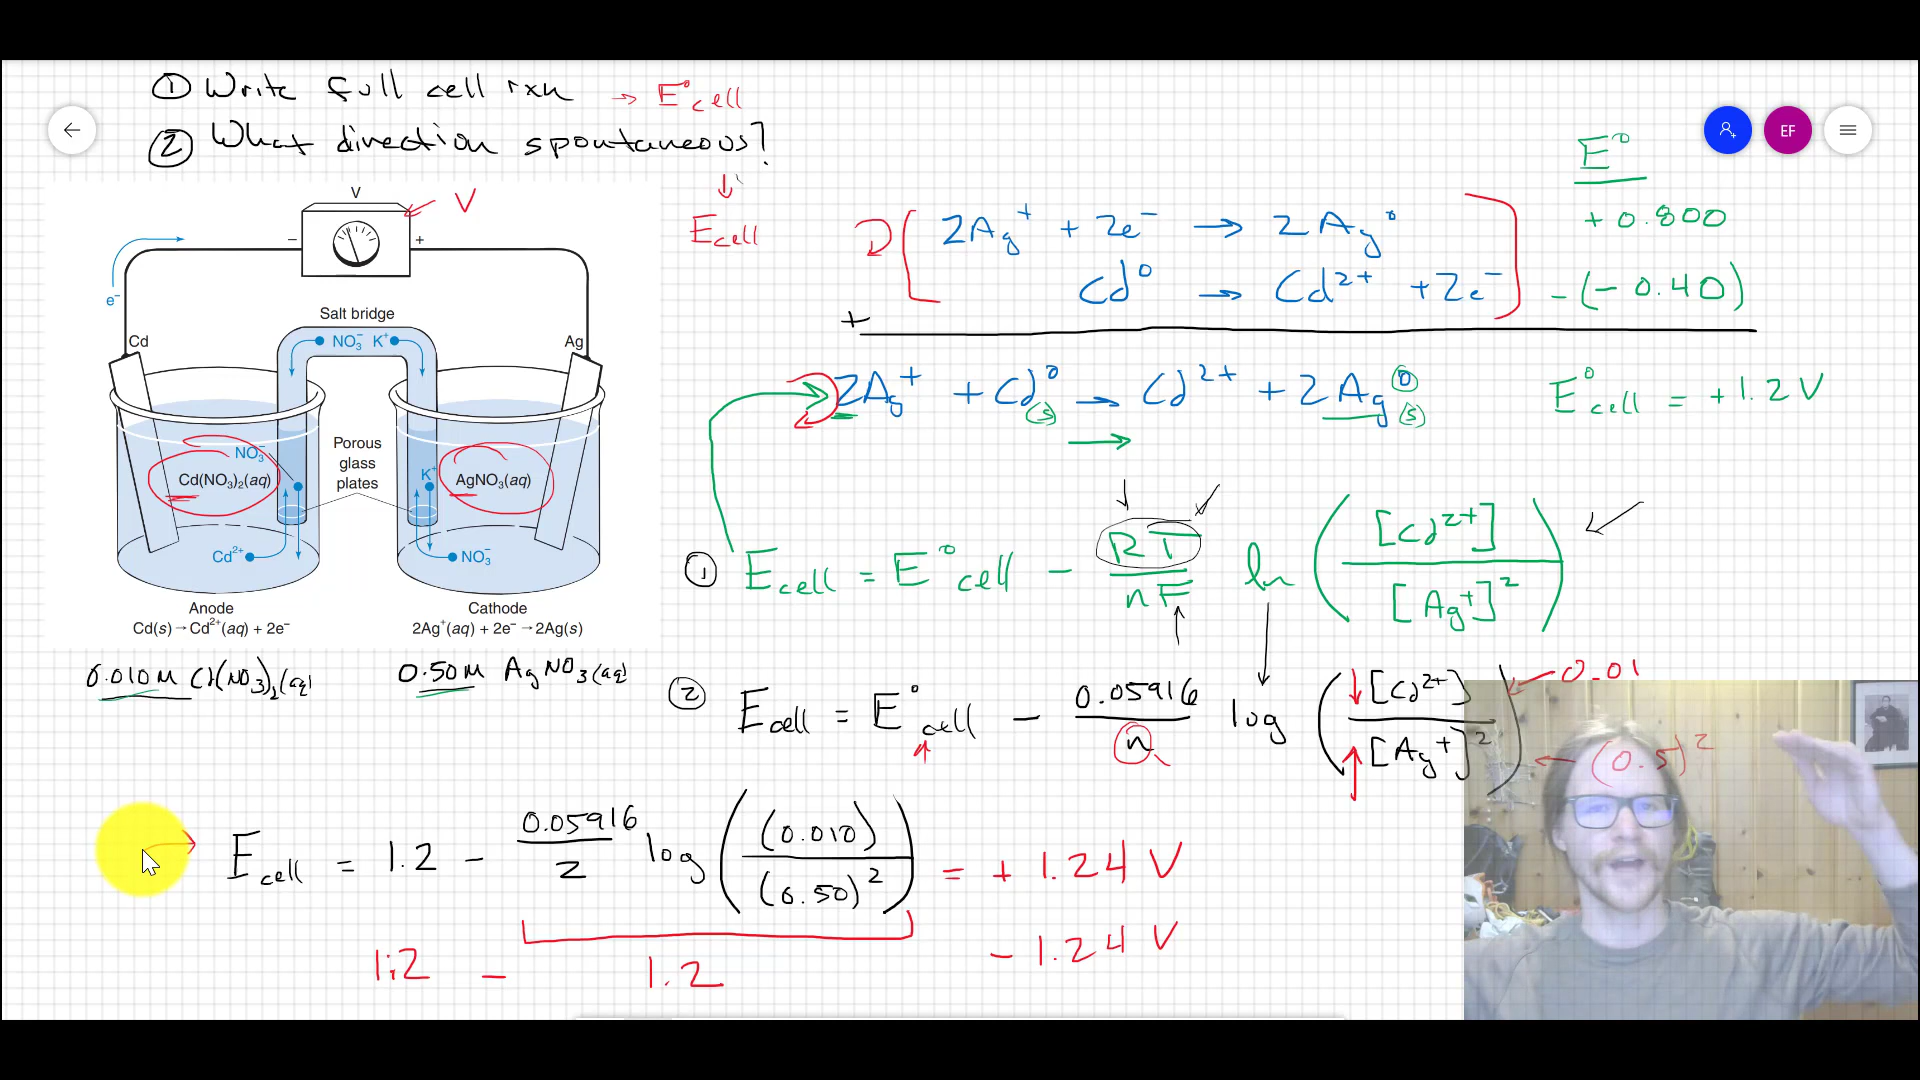 ① Write full cell rxn → E°cell
② What direction spontaneous?
↓
Ecell
EF
E°
V
V
−
+
e⁻
Salt bridge
NO₃⁻ K⁺
Cd
Ag
NO₃⁻
Porous
glass
plates
Cd(NO₃)₂(aq)
K⁺
AgNO₃(aq)
Cd²⁺
NO₃⁻
Anode
Cd(s) → Cd²⁺(aq) + 2e⁻
Cathode
2Ag⁺(aq) + 2e⁻ → 2Ag(s)
0.010M Cd(NO₃)₂(aq)
0.50M AgNO₃(aq)
2Ag⁺ + 2e⁻ → 2Ag° + 0.800
Cd° → Cd²⁺ + 2e⁻ − (− 0.40)
+
2Ag⁺ + Cd°(s) → Cd²⁺ + 2Ag°(s) E°cell = +1.2V
→
① Ecell = E°cell − RT/nF ln ([Cd²⁺]/[Ag⁺]²)
② Ecell = E°cell − 0.05916/n log (↓[Cd²⁺]/↑[Ag⁺]²) ← 0.01
← (0.5)²
→ Ecell = 1.2 − 0.05916/2 log ((0.010)/(0.50)²) = + 1.24 V
1.2 − 1.2 − 1.24 V